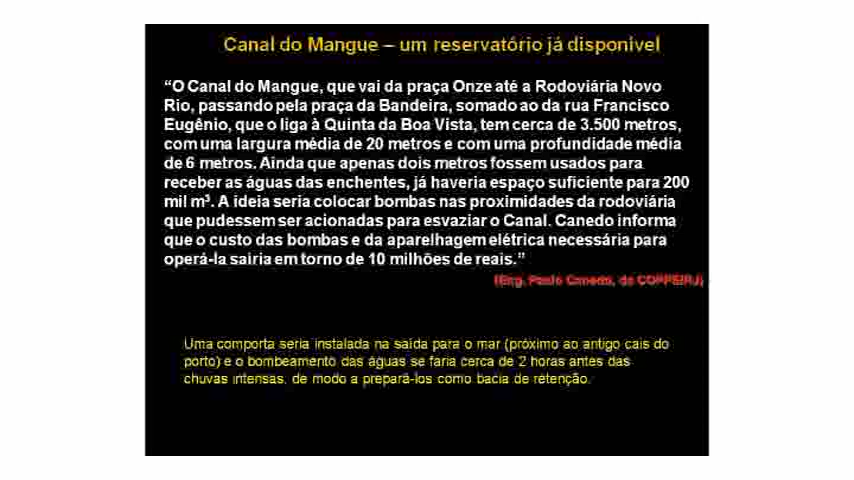 Canal do Mangue – um reservatório já disponível
“O Canal do Mangue, que vai da praça Onze até a Rodoviária Novo
Rio, passando pela praça da Bandeira, somado ao da rua Francisco
Eugênio, que o liga à Quinta da Boa Vista, tem cerca de 3.500 metros,
com uma largura média de 20 metros e com uma profundidade média
de 6 metros. Ainda que apenas dois metros fossem usados para
receber as águas das enchentes, já haveria espaço suficiente para 200
mil m³. A ideia seria colocar bombas nas proximidades da rodoviária
que pudessem ser acionadas para esvaziar o Canal. Canedo informa
que o custo das bombas e da aparelhagem elétrica necessária para
operá-la sairia em torno de 10 milhões de reais.”
(Eng. Paulo Canedo, da COPPE/RJ)
Uma comporta seria instalada na saída para o mar (próximo ao antigo cais do
porto) e o bombeamento das águas se faria cerca de 2 horas antes das
chuvas intensas, de modo a prepará-los como bacia de retenção.